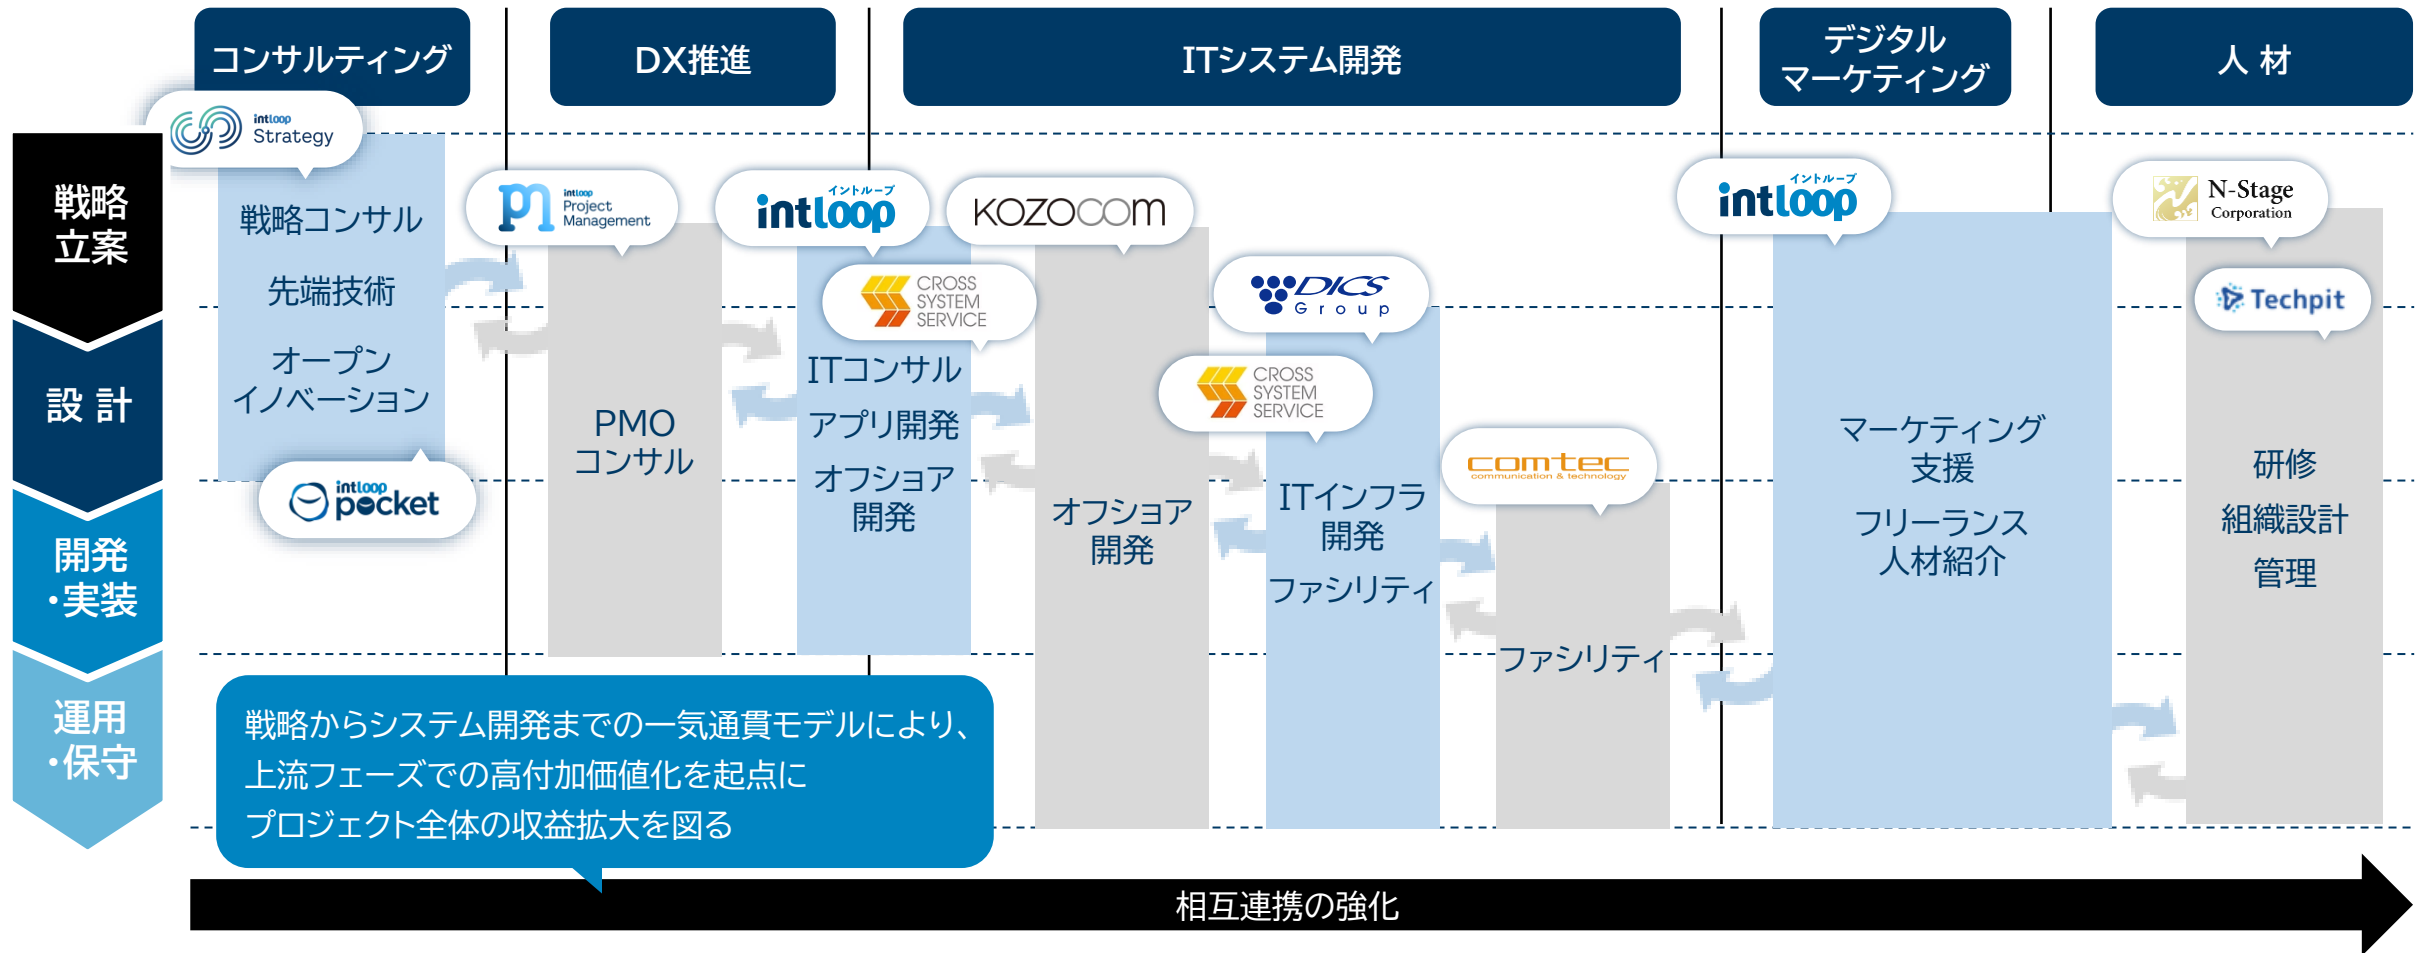 コンサルティング
DX推進
ITシステム開発
デジタル
マーケティング
人 材
戦略
立案
設 計
開発
・実装
運用
・保守
intloop
Strategy
戦略コンサル
先端技術
オープン
イノベーション
intloop
pocket
intloop
Project
Management
PMO
コンサル
イントループ
intloop
CROSS
SYSTEM
SERVICE
ITコンサル
アプリ開発
オフショア
開発
KOZOCOM
オフショア
開発
DICS
Group
CROSS
SYSTEM
SERVICE
ITインフラ
開発
ファシリティ
comtec
communication & technology
ファシリティ
イントループ
intloop
マーケティング
支援
フリーランス
人材紹介
N-Stage
Corporation
Techpit
研修
組織設計
管理
戦略からシステム開発までの一気通貫モデルにより、
上流フェーズでの高付加価値化を起点に
プロジェクト全体の収益拡大を図る
相互連携の強化